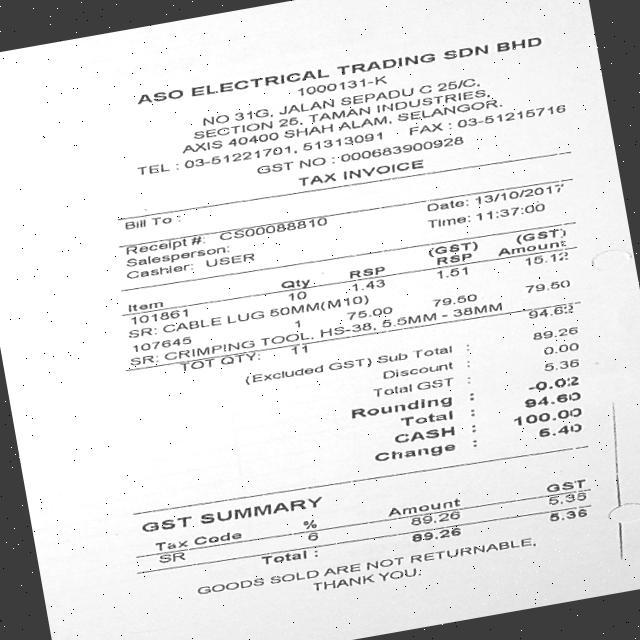 ASO ELECTRICAL TRADING SDN BHD
1000131-K
NO 31G, JALAN SEPADU C 25/C,
SECTION 25, TAMAN INDUSTRIES,
AXIS 40400 SHAH ALAM, SELANGOR.
TEL : 03-51221701, 51313091 FAX : 03-51215716
GST NO : 000683900928
TAX INVOICE
Bill To :
Receipt #: CS00088810 Date: 13/10/2017
Salesperson: Time: 11:37:00
Cashier: USER
(GST) (GST)
Item Qty RSP RSP Amount
101861 10 1.43 1.51 15.12
SR: CABLE LUG 50MM(M10)
107645 1 75.00 79.50 79.50
SR: CRIMPING TOOL, HS-38, 5.5MM - 38MM
TOT QTY: 11 94.62
(Excluded GST) Sub Total : 89.26
Discount : 0.00
Total GST : 5.36
Rounding : -0.02
Total : 94.60
CASH : 100.00
Change : 5.40
GST SUMMARY
Tax Code % Amount GST
SR 6 89.26 5.35
Total : 89.26 5.36
GOODS SOLD ARE NOT RETURNABLE,
THANK YOU.